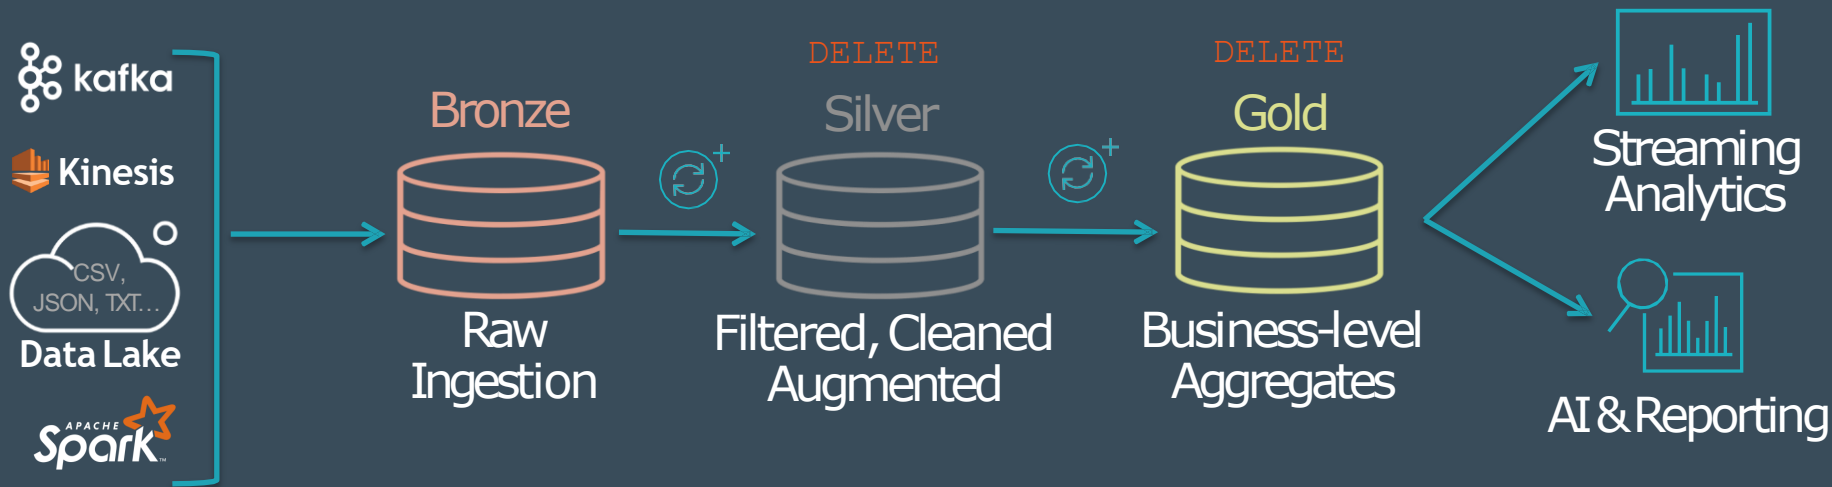 kafka
Kinesis
CSV,
JSON, TXT...
Data Lake
APACHE
Spark™
Bronze
Raw
Ingestion
DELETE
Silver
Filtered, Cleaned
Augmented
DELETE
Gold
Business-level
Aggregates
Streaming
Analytics
AI & Reporting